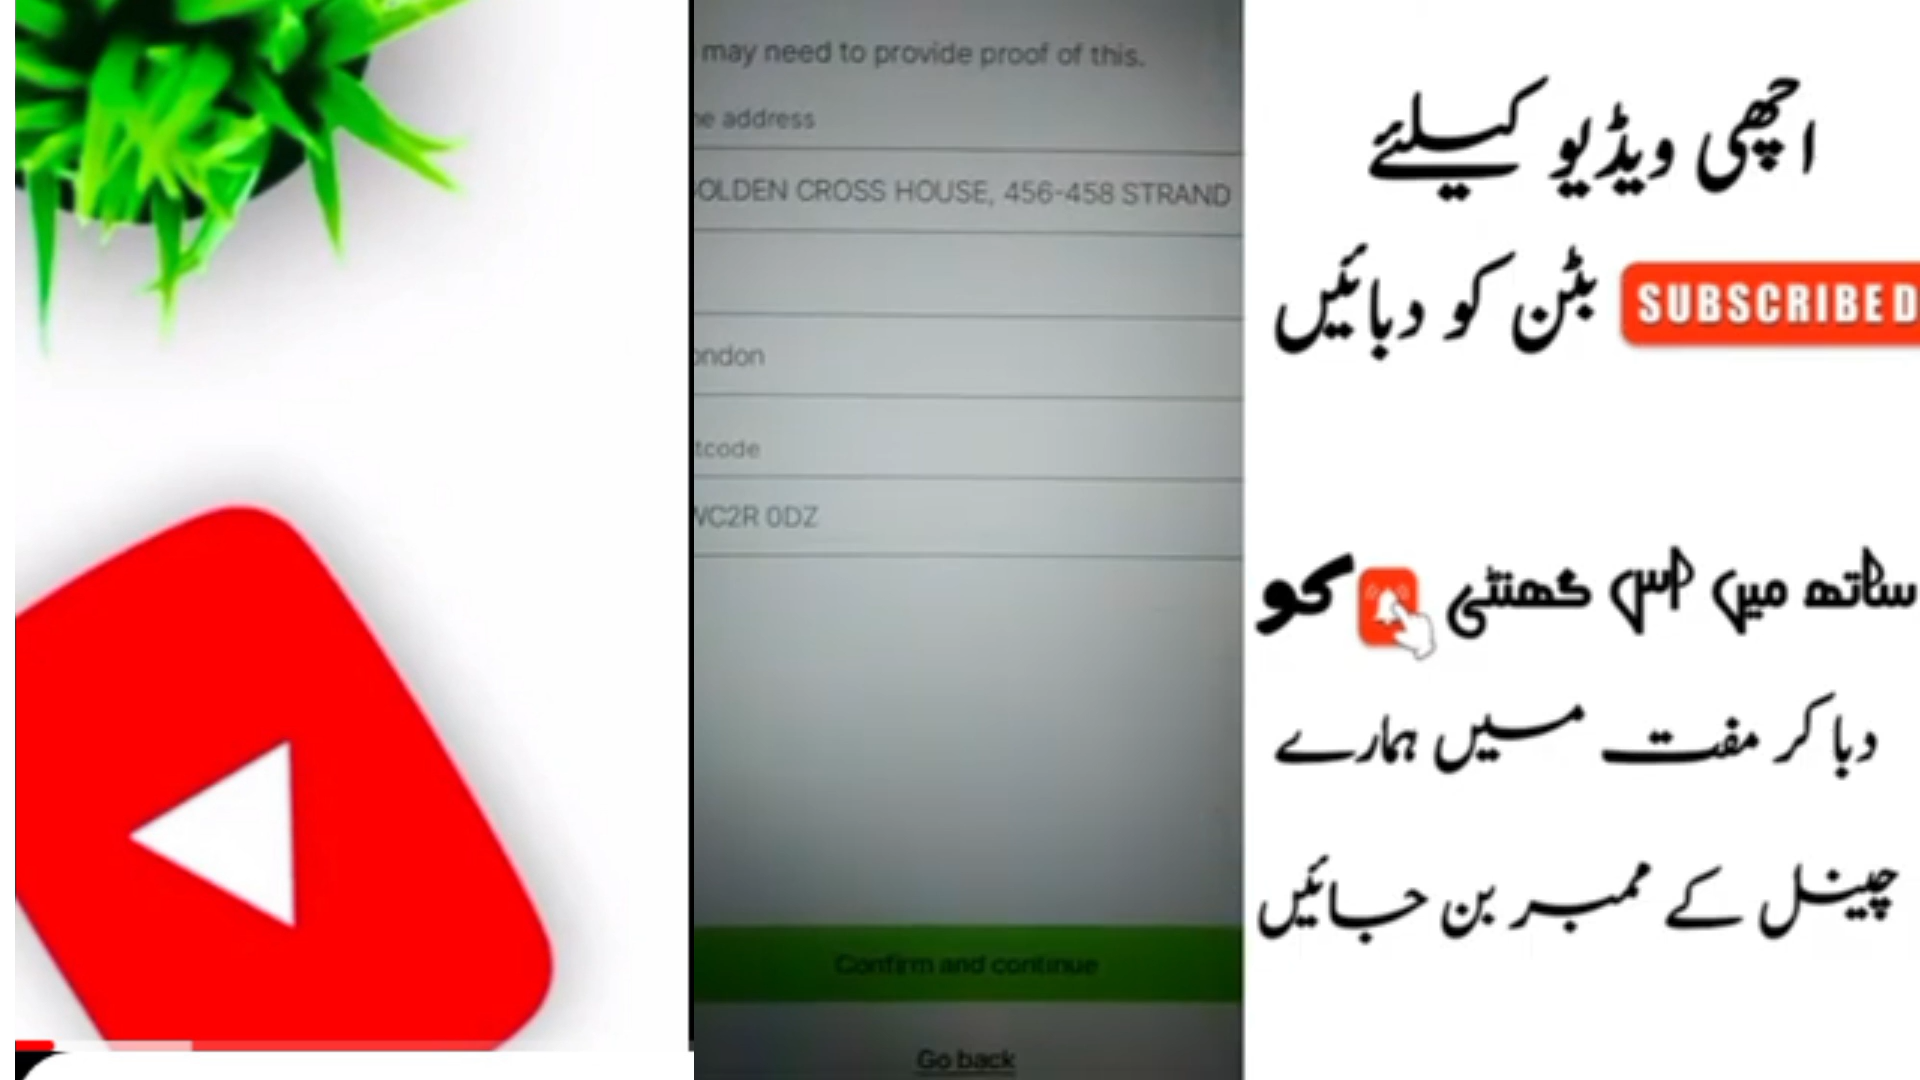 may need to provide proof of this.
address
OLDEN CROSS HOUSE, 456-458 STRAND
ondon
tcode
WC2R 0DZ
Confirm and continue
Go back
اچھی ویڈیو کیلئے
SUBSCRIBED بٹن کو دبائیں
ساتھ میں اس گھنٹی کو
دبا کر مفت میں ہمارے
چینل کے ممبر بن جائیں